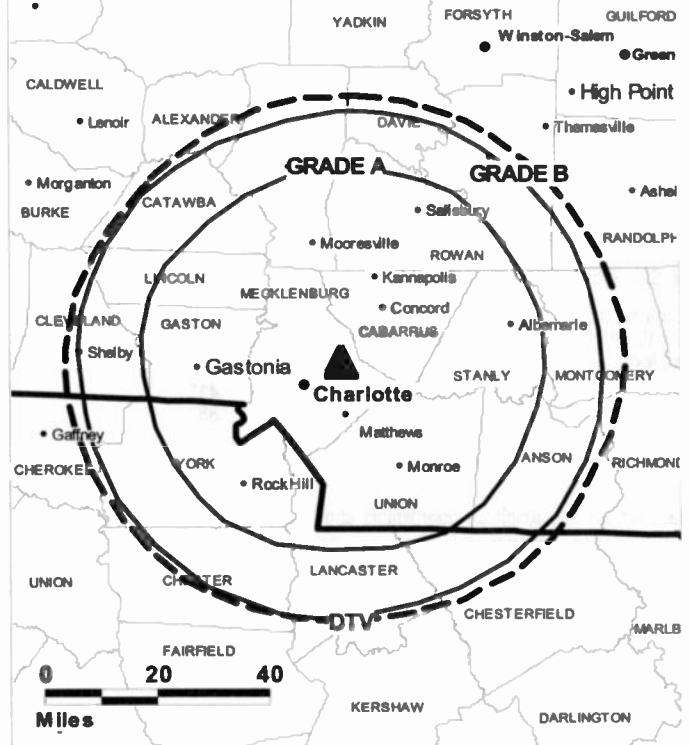 FORSYTH
GUILFORD
YADKIN
Winston-Salem
Green
CALDWELL
High Point
Lenoir
ALEXANDER
DAVIE
Thomasville
GRADE A
GRADE B
Morganton
Ashel
CATAWBA
BURKE
Salisbury
RANDOLPH
Mooresville
ROWAN
LINCOLN
Kannapolis
MECKLENBURG
Concord
CLEVELAND
GASTON
CABARRUS
Albemarle
Shelby
Gastonia
STANLY
MONTGOMERY
Charlotte
Matthews
Gaffney
CHEROKEE
YORK
Monroe
ANSON
RICHMOND
Rock Hill
UNION
LANCASTER
UNION
CHESTER
CHESTERFIELD
DTV
MARLB
FAIRFIELD
0 20 40
KERSHAW
Miles
DARLINGTON